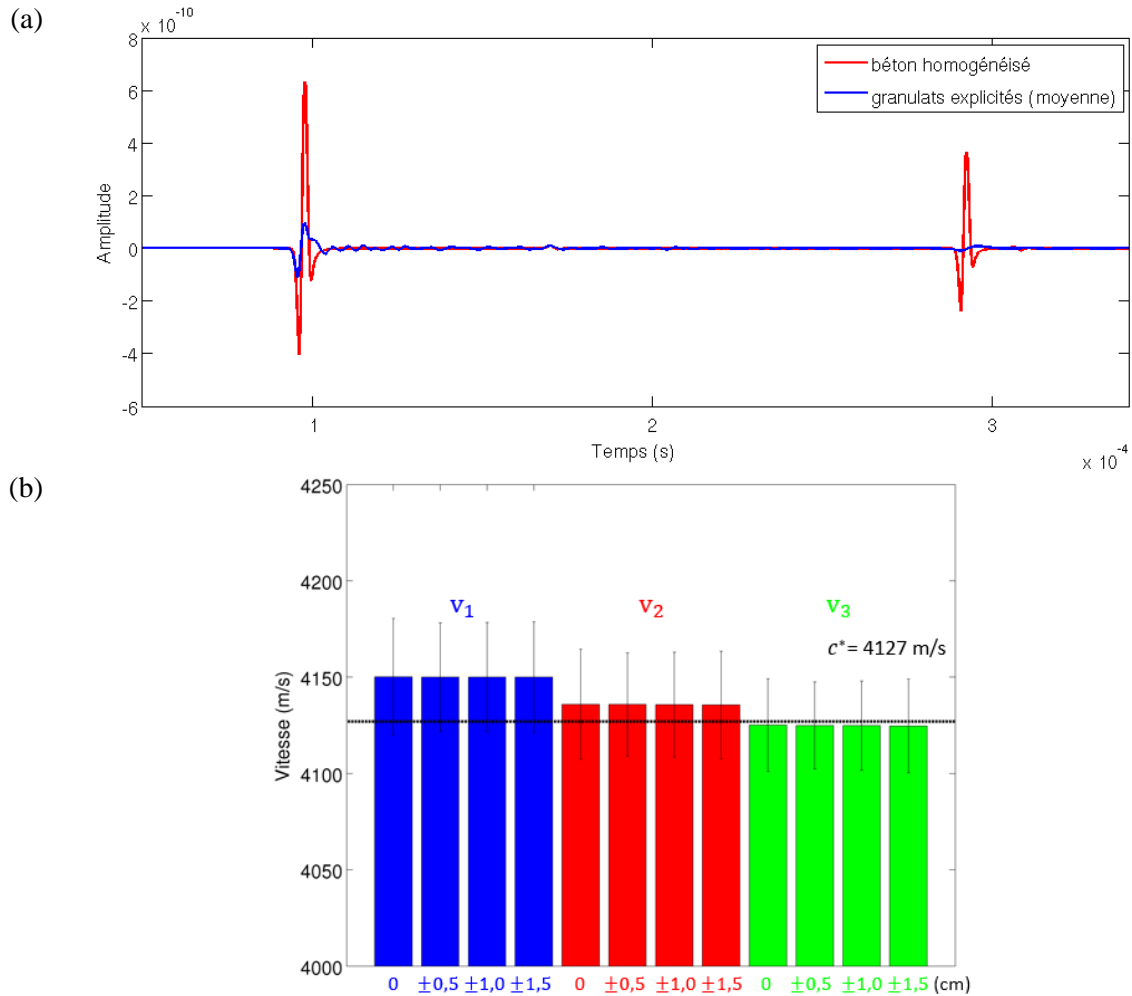 (a)
x 10^-10
8
6
4
2
0
-2
-4
-6
Amplitude
béton homogénéisé
granulats explicités (moyenne)
1 2 3
Temps (s)
x 10^-4
(b)
4250
4200
4150
4100
4050
4000
Vitesse (m/s)
v₁ v₂ v₃
c*= 4127 m/s
0 ±0,5 ±1,0 ±1,5 0 ±0,5 ±1,0 ±1,5 0 ±0,5 ±1,0 ±1,5 (cm)